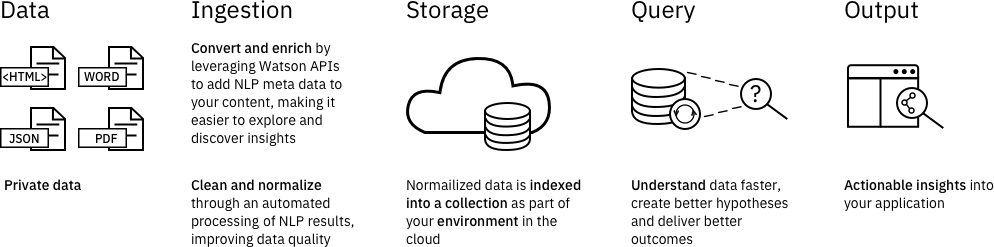 Data
<HTML>
WORD
JSON
PDF
Private data
Ingestion
Convert and enrich by
leveraging Watson APIs
to add NLP meta data to
your content, making it
easier to explore and
discover insights
Clean and normalize
through an automated
processing of NLP results,
improving data quality
Storage
Normailized data is indexed
into a collection as part of
your environment in the
cloud
Query
?
Understand data faster,
create better hypotheses
and deliver better
outcomes
Output
Actionable insights into
your application